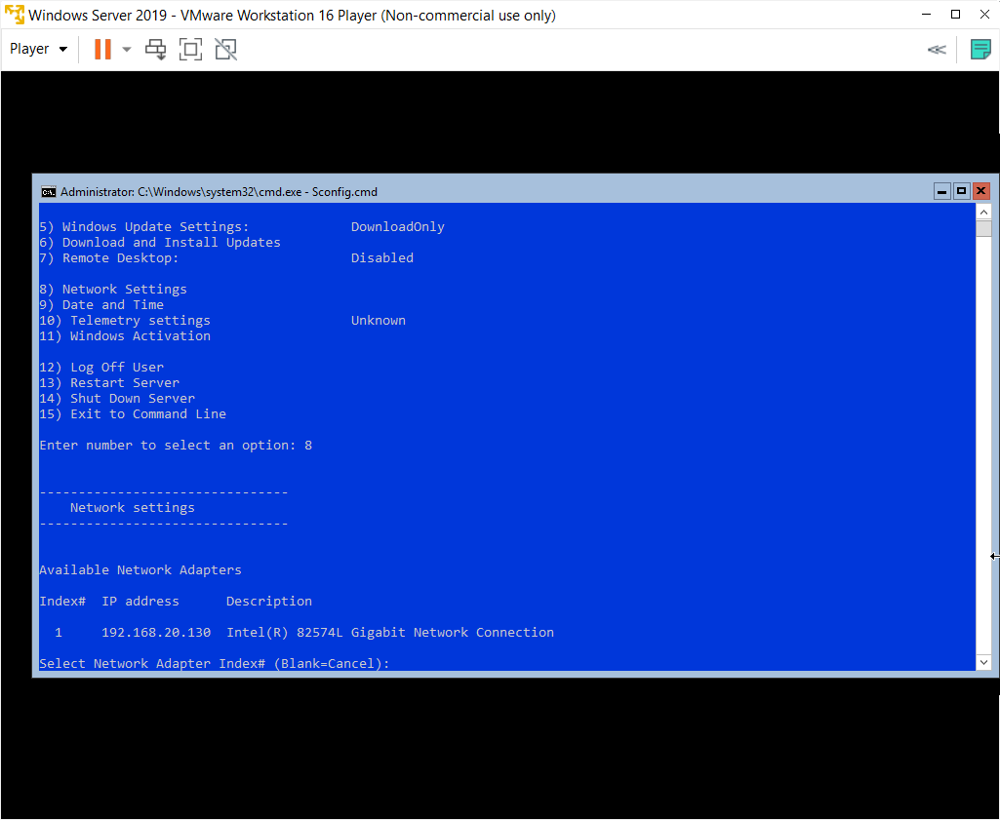 Windows Server 2019 - VMware Workstation 16 Player (Non-commercial use only)
Player
Administrator: C:\Windows\system32\cmd.exe - Sconfig.cmd
5) Windows Update Settings: DownloadOnly
6) Download and Install Updates
7) Remote Desktop: Disabled
8) Network Settings
9) Date and Time
10) Telemetry settings Unknown
11) Windows Activation
12) Log Off User
13) Restart Server
14) Shut Down Server
15) Exit to Command Line
Enter number to select an option: 8
--------------------------------
Network settings
--------------------------------
Available Network Adapters
Index# IP address Description
1 192.168.20.130 Intel(R) 82574L Gigabit Network Connection
Select Network Adapter Index# (Blank=Cancel):